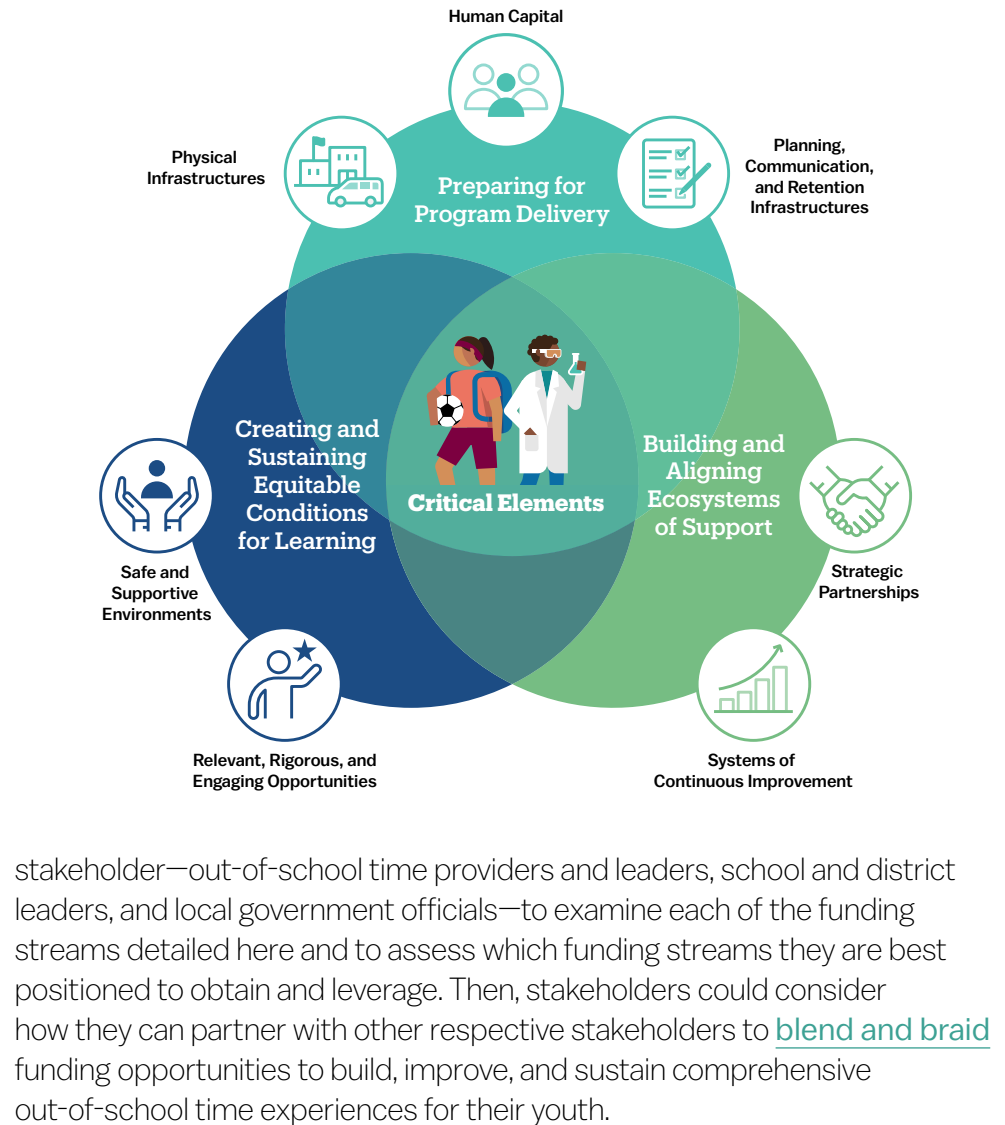 Human Capital
Physical
Infrastructures
Planning,
Communication,
and Retention
Infrastructures
Preparing for
Program Delivery
Creating and
Sustaining
Equitable
Conditions
for Learning
Critical Elements
Building and
Aligning
Ecosystems
of Support
Safe and
Supportive
Environments
Strategic
Partnerships
Relevant, Rigorous, and
Engaging Opportunities
Systems of
Continuous Improvement
stakeholder—out-of-school time providers and leaders, school and district
leaders, and local government officials—to examine each of the funding
streams detailed here and to assess which funding streams they are best
positioned to obtain and leverage. Then, stakeholders could consider
how they can partner with other respective stakeholders to blend and braid
funding opportunities to build, improve, and sustain comprehensive
out-of-school time experiences for their youth.